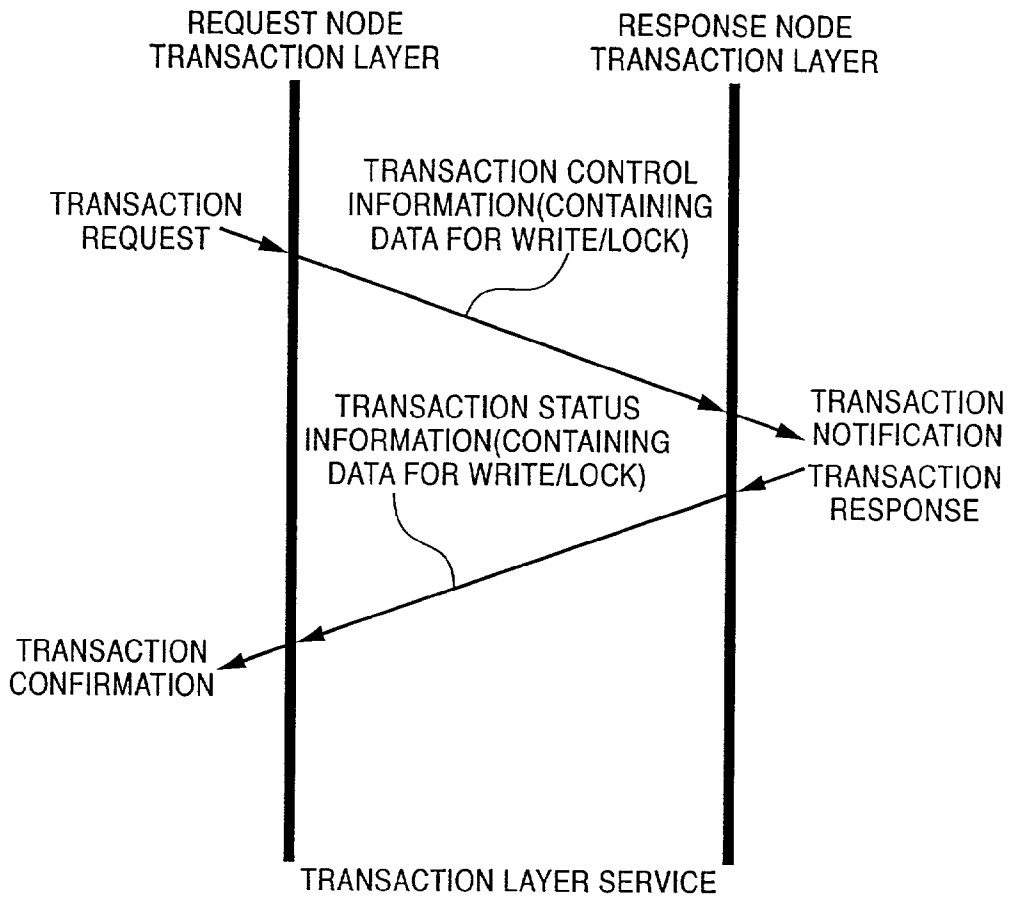 REQUEST NODE
TRANSACTION LAYER
RESPONSE NODE
TRANSACTION LAYER
TRANSACTION CONTROL
INFORMATION(CONTAINING
DATA FOR WRITE/LOCK)
TRANSACTION
REQUEST
TRANSACTION STATUS
INFORMATION(CONTAINING
DATA FOR WRITE/LOCK)
TRANSACTION
NOTIFICATION
TRANSACTION
RESPONSE
TRANSACTION
CONFIRMATION
TRANSACTION LAYER SERVICE